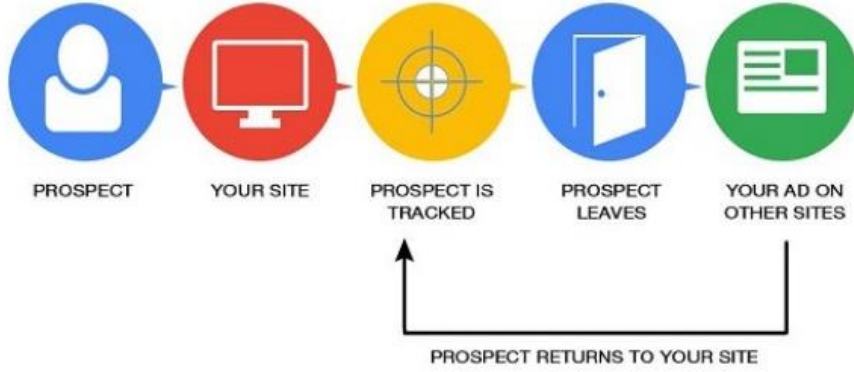 PROSPECT
YOUR SITE
PROSPECT IS
TRACKED
PROSPECT
LEAVES
YOUR AD ON
OTHER SITES
PROSPECT RETURNS TO YOUR SITE